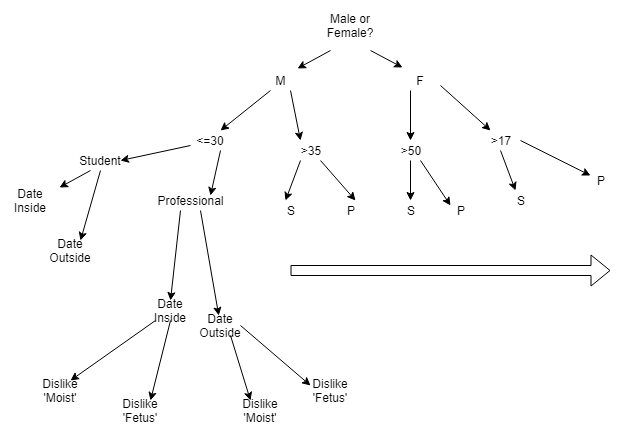 Male or
Female?
M
F
<=30
>35
>50
>17
Student
Professional
S
P
S
P
S
P
Date
Inside
Date
Outside
Date
Inside
Date
Outside
Dislike
'Moist'
Dislike
'Fetus'
Dislike
'Moist'
Dislike
'Fetus'